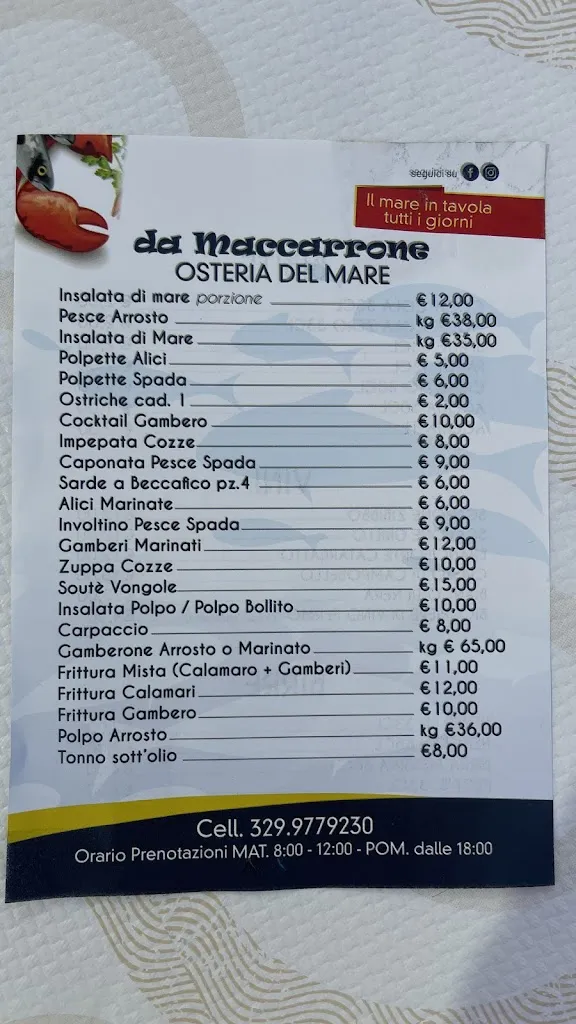 seguici su
Il mare in tavola
tutti i giorni
da Maccarrone
OSTERIA DEL MARE
Insalata di mare porzione €12,00
Pesce Arrosto kg €38,00
Insalata di Mare kg €35,00
Polpette Alici € 5,00
Polpette Spada € 6,00
Ostriche cad. 1 € 2,00
Cocktail Gambero €10,00
Impepata Cozze € 8,00
Caponata Pesce Spada € 9,00
Sarde a Beccafico pz.4 € 6,00
Alici Marinate € 6,00
Involtino Pesce Spada € 9,00
Gamberi Marinati €12,00
Zuppa Cozze €10,00
Soutè Vongole €15,00
Insalata Polpo / Polpo Bollito €10,00
Carpaccio € 8,00
Gamberone Arrosto o Marinato kg € 65,00
Frittura Mista (Calamaro + Gamberi) €11,00
Frittura Calamari €12,00
Frittura Gambero €10,00
Polpo Arrosto kg €36,00
Tonno sott'olio €8,00
Cell. 329.9779230
Orario Prenotazioni MAT. 8:00 - 12:00 - POM. dalle 18:00